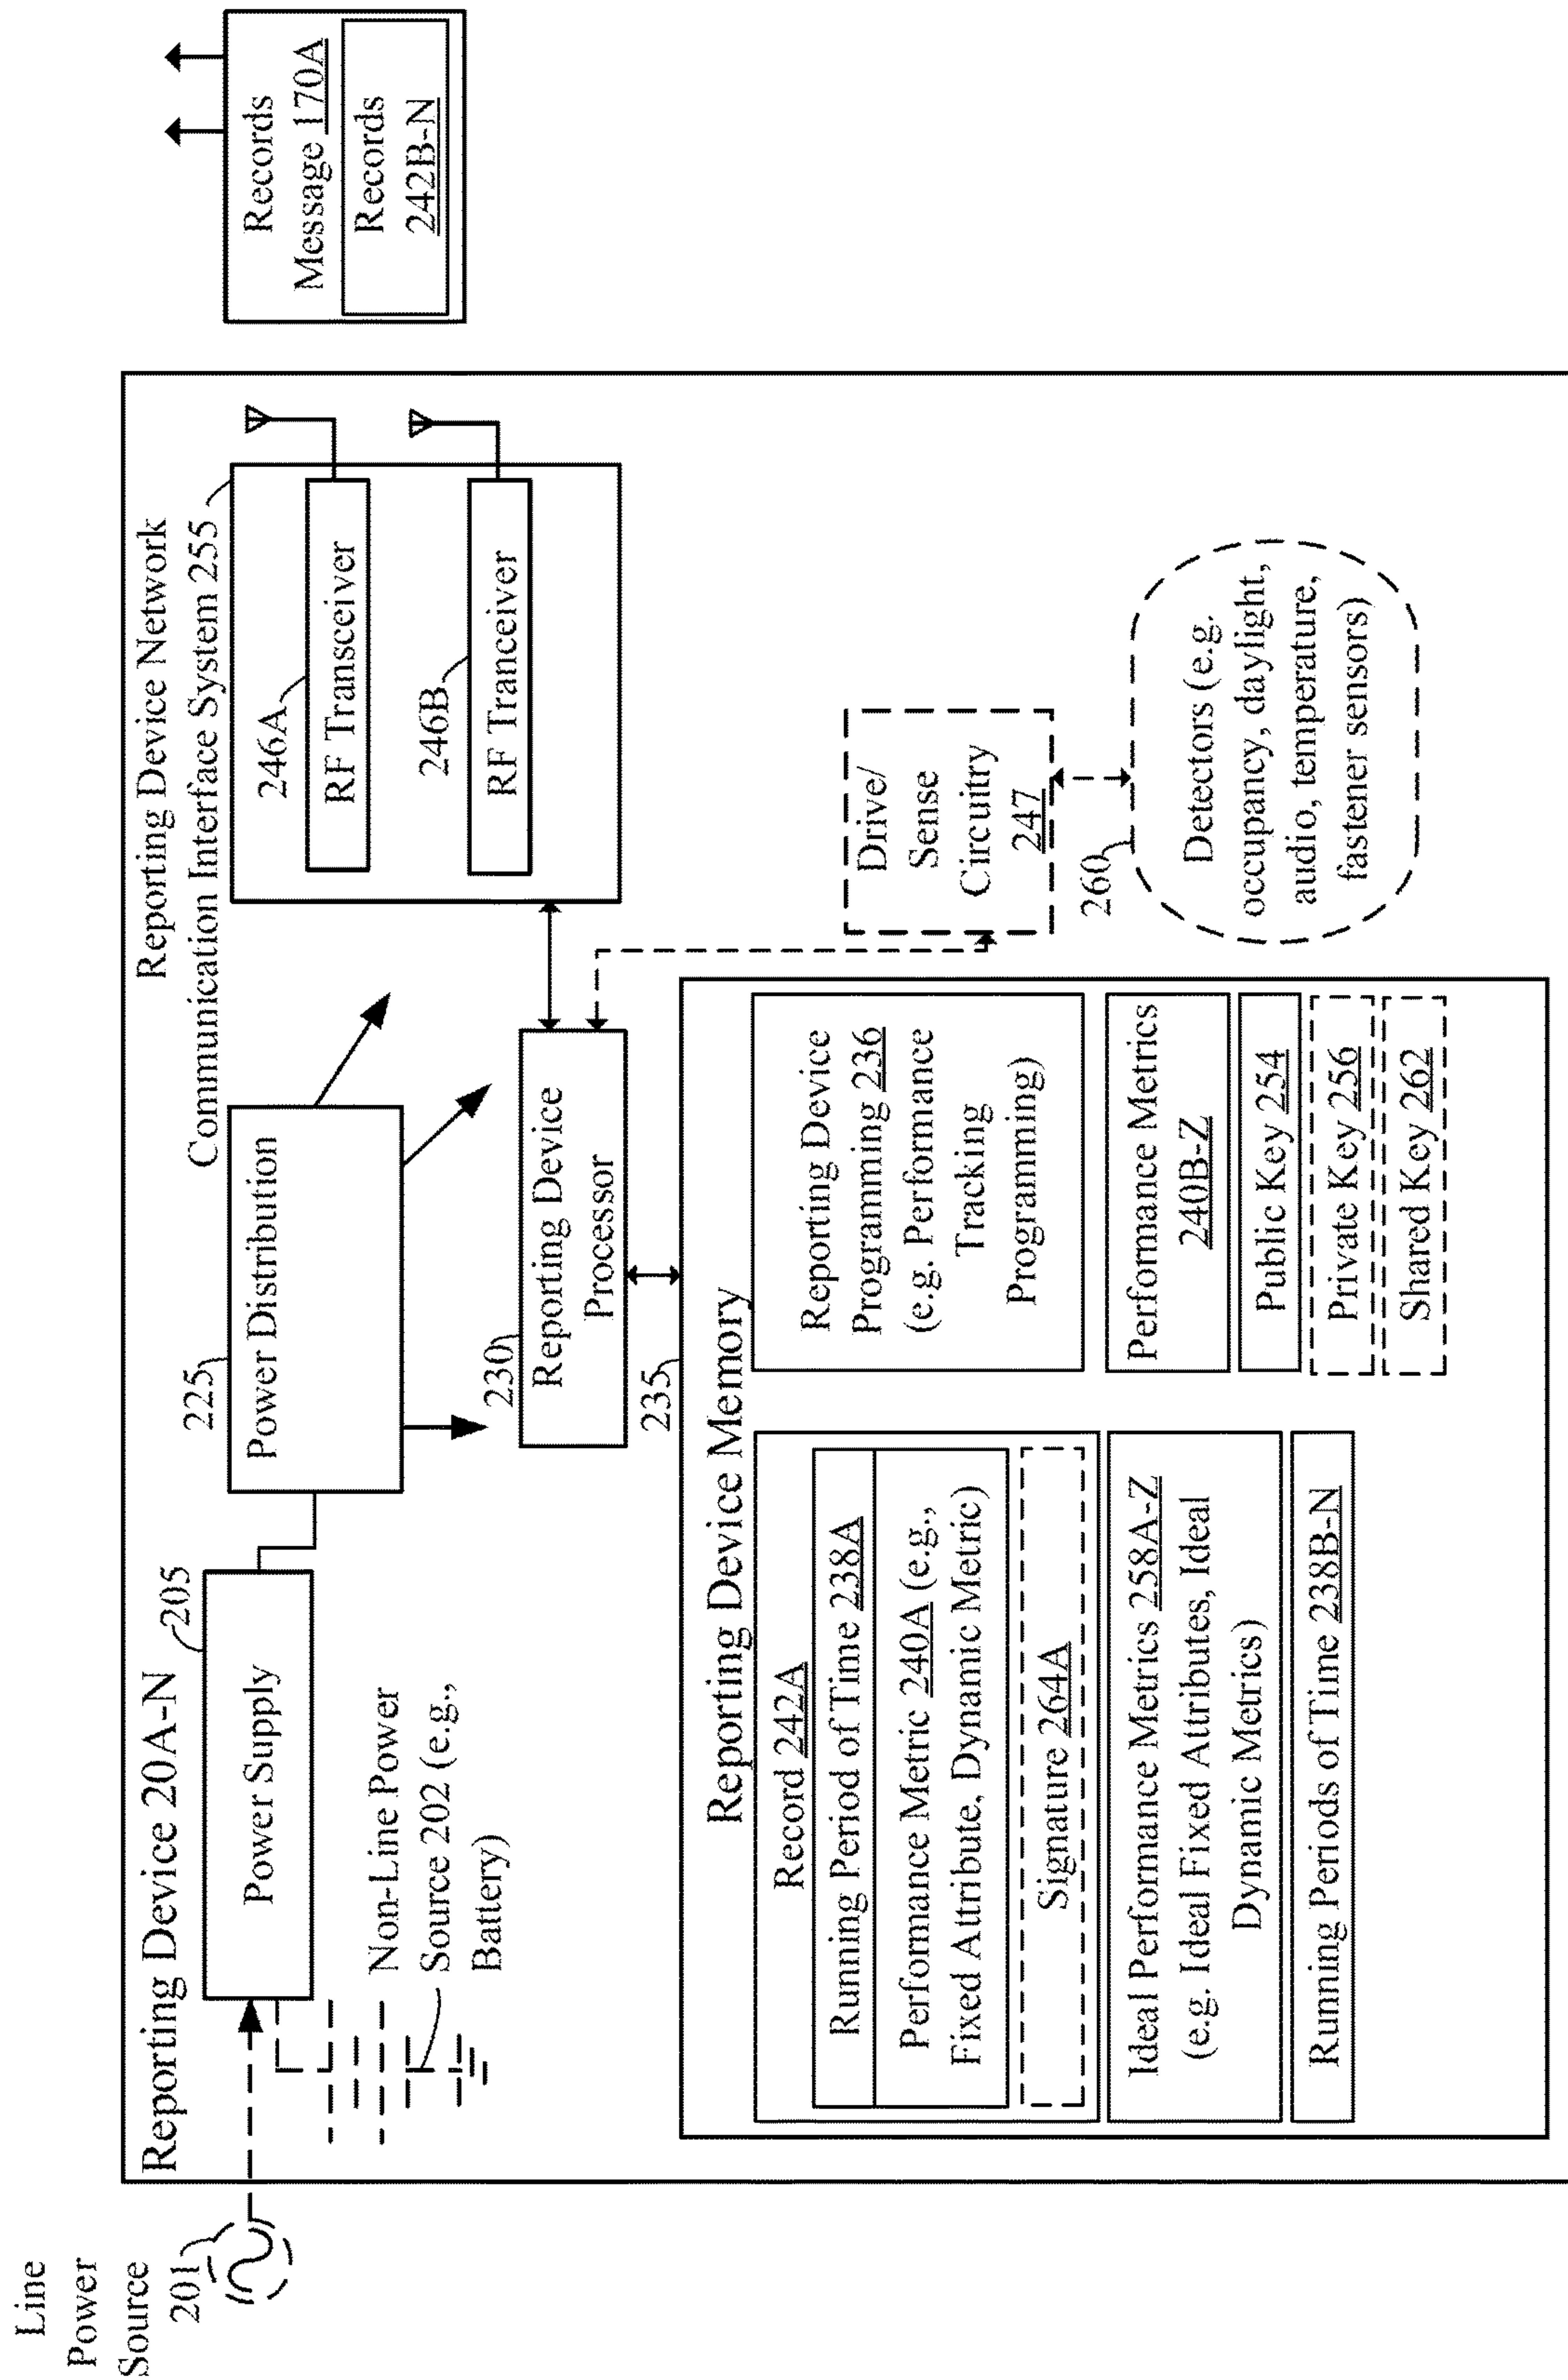 Line
Power
Source
201
Reporting Device 20A-N
Power Supply
205
Non-Line Power
Source 202 (e.g.,
Battery)
225
Power Distribution
Reporting Device Network
Communication Interface System 255
246A
RF Transceiver
246B
RF Tranceiver
Records
Message 170A
Records
242B-N
230
Reporting Device
Processor
235
Drive/
Sense
Circuitry
247
260
Detectors (e.g.
occupancy, daylight,
audio, temperature,
fastener sensors)
Reporting Device Memory
Record 242A
Running Period of Time 238A
Performance Metric 240A (e.g.,
Fixed Attribute, Dynamic Metric)
Signature 264A
Ideal Performance Metrics 258A-Z
(e.g. Ideal Fixed Attributes, Ideal
Dynamic Metrics)
Running Periods of Time 238B-N
Reporting Device
Programming 236
(e.g. Performance
Tracking
Programming)
Performance Metrics
240B-Z
Public Key 254
Private Key 256
Shared Key 262